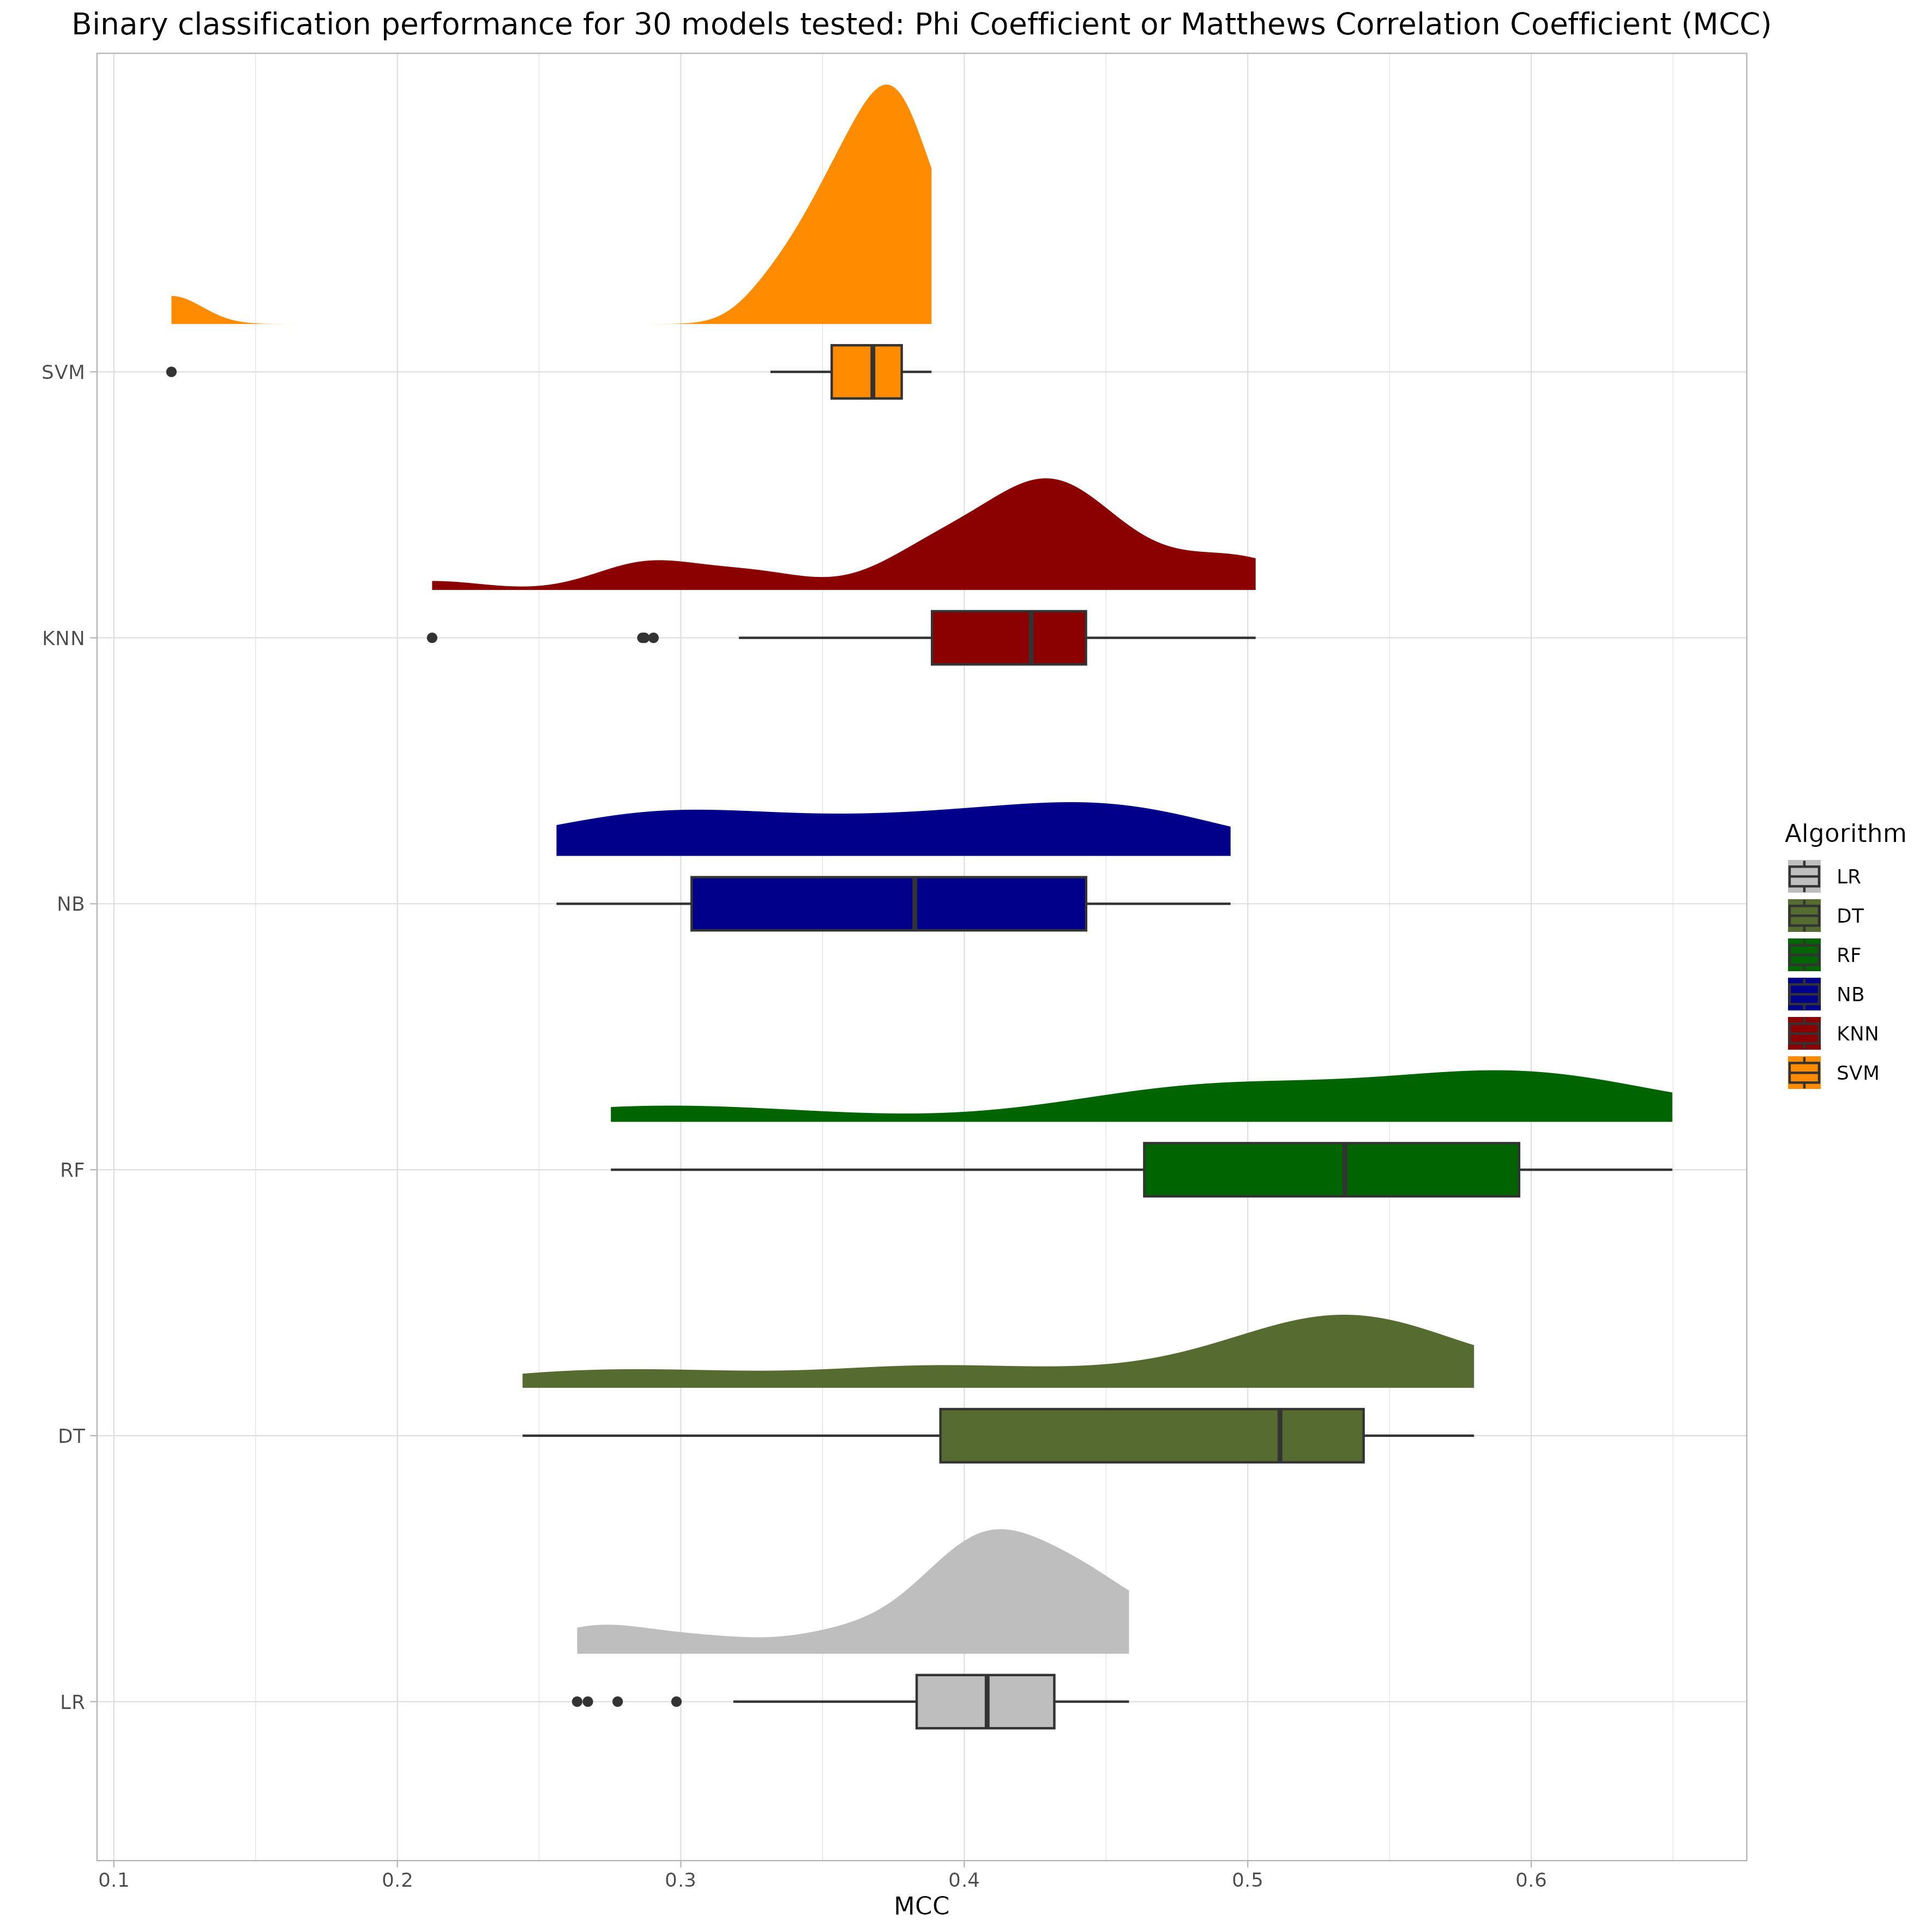 Binary classification performance for 30 models tested: Phi Coefficient or Matthews Correlation Coefficient (MCC)
SVM
KNN
NB
RF
DT
LR
0.1 0.2 0.3 0.4 0.5 0.6
MCC
Algorithm
LR
DT
RF
NB
KNN
SVM